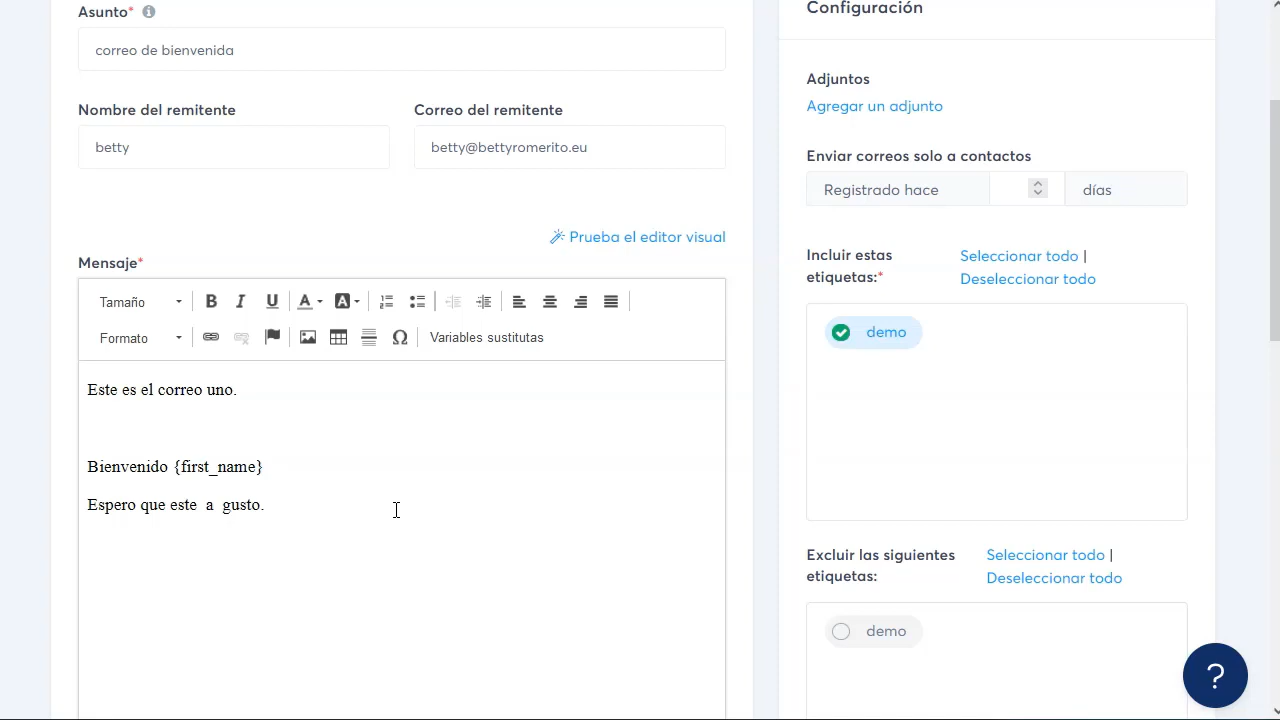 Asunto*
Configuración
correo de bienvenida
Adjuntos
Agregar un adjunto
Nombre del remitente
Correo del remitente
betty
betty@bettyromerito.eu
Enviar correos solo a contactos
Registrado hace
días
Prueba el editor visual
Mensaje*
Incluir estas etiquetas:*
Seleccionar todo |
Deseleccionar todo
Tamaño
B I U A A
Formato
Ω
Variables sustitutas
demo
Este es el correo uno.
Bienvenido {first_name}
Espero que este  a  gusto.
Excluir las siguientes etiquetas:
Seleccionar todo |
Deseleccionar todo
demo
?